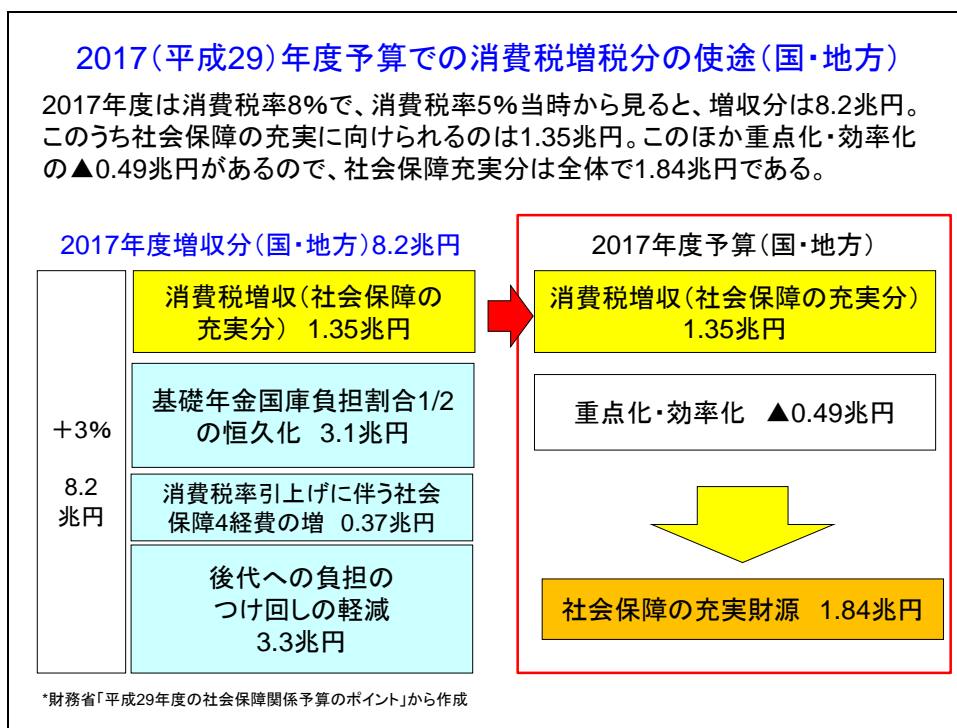 2017(平成29)年度予算での消費税増税分の使途(国・地方)
2017年度は消費税率8%で、消費税率5%当時から見ると、増収分は8.2兆円。
このうち社会保障の充実に向けられるのは1.35兆円。このほか重点化・効率化
の▲0.49兆円があるので、社会保障充実分は全体で1.84兆円である。
2017年度増収分(国・地方)8.2兆円
+3%
8.2
兆円
消費税増収(社会保障の
充実分) 1.35兆円
基礎年金国庫負担割合1/2
の恒久化 3.1兆円
消費税率引上げに伴う社会
保障4経費の増 0.37兆円
後代への負担の
つけ回しの軽減
3.3兆円
2017年度予算(国・地方)
消費税増収(社会保障の充実分)
1.35兆円
重点化・効率化 ▲0.49兆円
社会保障の充実財源 1.84兆円
*財務省「平成29年度の社会保障関係予算のポイント」から作成